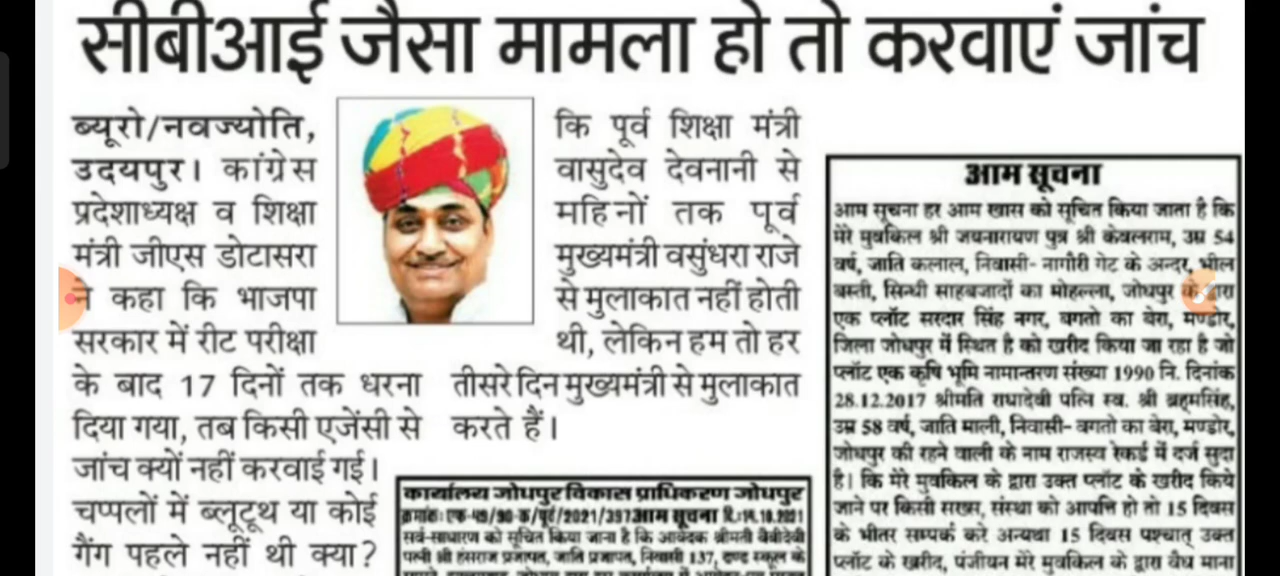 सीबीआई जैसा मामला हो तो करवाएं जांच
ब्यूरो/नवज्योति,
उदयपुर। कांग्रेस
प्रदेशाध्यक्ष व शिक्षा
मंत्री जीएस डोटासरा
ने कहा कि भाजपा
सरकार में रीट परीक्षा
के बाद 17 दिनों तक धरना
दिया गया, तब किसी एजेंसी से
जांच क्यों नहीं करवाई गई।
चप्पलों में ब्लूटूथ या कोई
गैंग पहले नहीं थी क्या?
कि पूर्व शिक्षा मंत्री
वासुदेव देवनानी से
महिनों तक पूर्व
मुख्यमंत्री वसुंधरा राजे
से मुलाकात नहीं होती
थी, लेकिन हम तो हर
तीसरे दिन मुख्यमंत्री से मुलाकात
करते हैं।
कार्यालय जोधपुर विकास प्राधिकरण जोधपुर
आम सूचना दि.:14.10.2021
सर्व-साधारण को सूचित किया जाना है कि आवेदक श्रीमती बेबीदेवी
पत्नी श्री हंसराज प्रजापत, जाति प्रजापत, निवासी 137,
आम सूचना
आम सूचना हर आम खास को सूचित किया जाता है कि
मेरे मुवकिल श्री जयनारायण पुत्र श्री केवलराम, उम्र 54
वर्ष, जाति कलाल, निवासी- नागौरी गेट के अन्दर, भील
बस्ती, सिन्धी साहबजादों का मोहल्ला, जोधपुर के द्वारा
एक प्लॉट सरदार सिंह नगर, बगतो का बेरा, मण्डोर,
जिला जोधपुर में स्थित है को खरीद किया जा रहा है जो
प्लॉट एक कृषि भूमि नामान्तरण संख्या 1990 नि. दिनांक
28.12.2017 श्रीमति राधादेवी पत्नि स्व. श्री ब्रह्मसिंह,
उम्र 58 वर्ष, जाति माली, निवासी- बगतो का बेरा, मण्डोर,
जोधपुर की रहने वाली के नाम राजस्व रेकर्ड में दर्ज सुदा
है। कि मेरे मुवकिल के द्वारा उक्त प्लॉट के खरीद किये
जाने पर किसी सख्स, संस्था को आपत्ति हो तो 15 दिवस
के भीतर सम्पर्क करे अन्यथा 15 दिवस पश्चात् उक्त
प्लॉट के खरीद, पंजीयन मेरे मुवकिल के द्वारा वैध माना